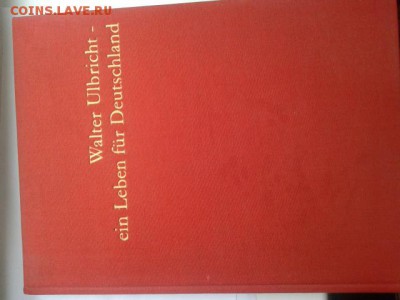 COINS.LAVE.RU
Walter Ulbricht -
ein Leben für Deutschland